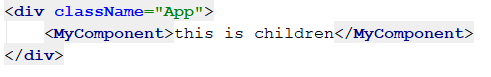 <div className="App">
    <MyComponent>this is children</MyComponent>
</div>